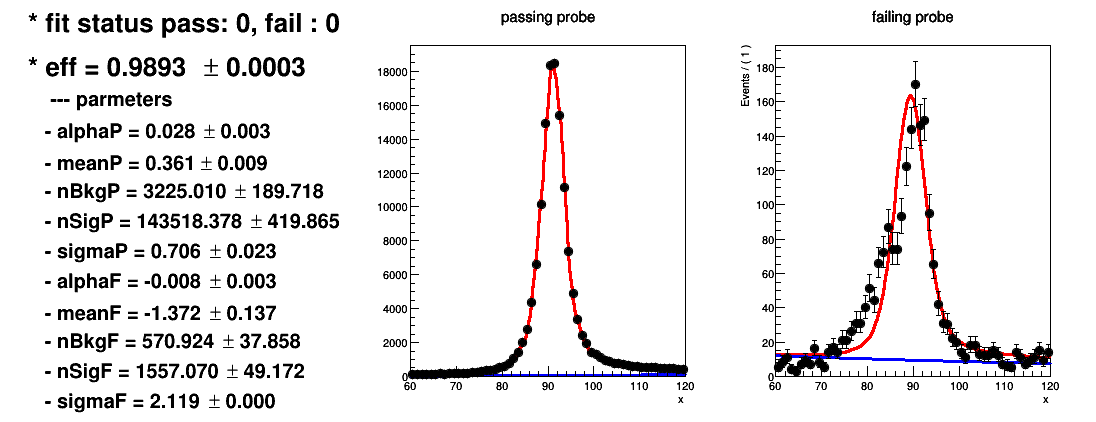 * fit status pass: 0, fail : 0
* eff = 0.9893 ± 0.0003
--- parmeters
- alphaP = 0.028 ± 0.003
- meanP = 0.361 ± 0.009
- nBkgP = 3225.010 ± 189.718
- nSigP = 143518.378 ± 419.865
- sigmaP = 0.706 ± 0.023
- alphaF = -0.008 ± 0.003
- meanF = -1.372 ± 0.137
- nBkgF = 570.924 ± 37.858
- nSigF = 1557.070 ± 49.172
- sigmaF = 2.119 ± 0.000
passing probe
18000
16000
14000
12000
10000
8000
6000
4000
2000
0
60 70 80 90 100 110 120
x
failing probe
Events / ( 1 )
180
160
140
120
100
80
60
40
20
0
60 70 80 90 100 110 120
x